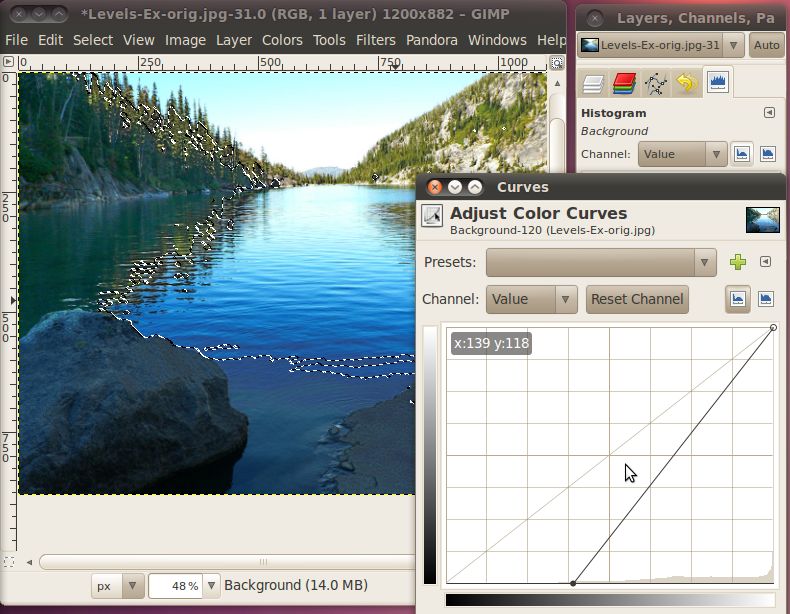 *Levels-Ex-orig.jpg-31.0 (RGB, 1 layer) 1200x882 – GIMP
File Edit Select View Image Layer Colors Tools Filters Pandora Windows Help
0 250 500 750 1000
0
250
500
750
px 48 % Background (14.0 MB)
Layers, Channels, Pa
Levels-Ex-orig.jpg-31 Auto
Histogram
Background
Channel: Value
Curves
Adjust Color Curves
Background-120 (Levels-Ex-orig.jpg)
Presets:
Channel: Value Reset Channel
x:139 y:118